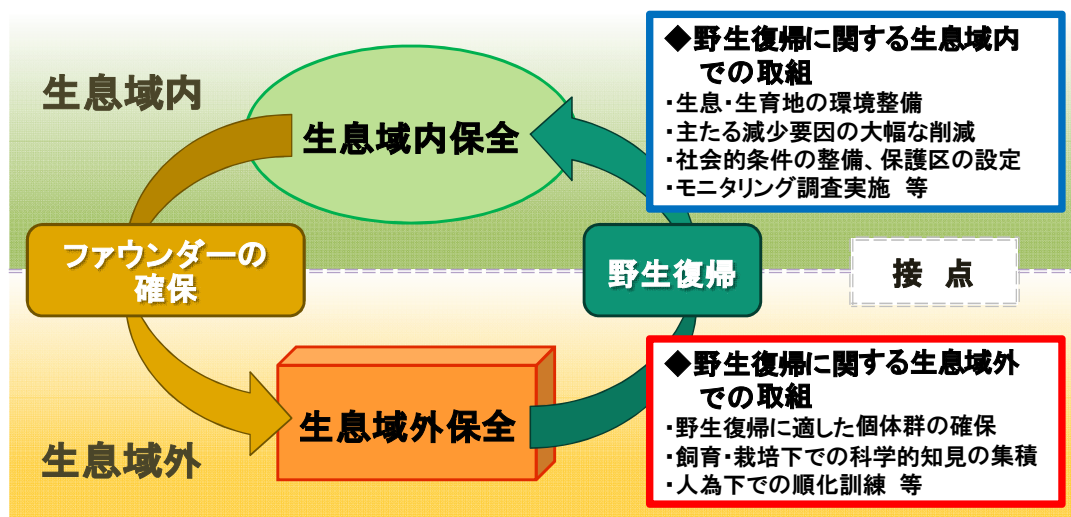 生息域内
生息域内保全
◆野生復帰に関する生息域内
での取組
・生息・生育地の環境整備
・主たる減少要因の大幅な削減
・社会的条件の整備、保護区の設定
・モニタリング調査実施 等
ファウンダーの
確保
野生復帰
接 点
生息域外保全
生息域外
◆野生復帰に関する生息域外
での取組
・野生復帰に適した個体群の確保
・飼育・栽培下での科学的知見の集積
・人為下での順化訓練 等